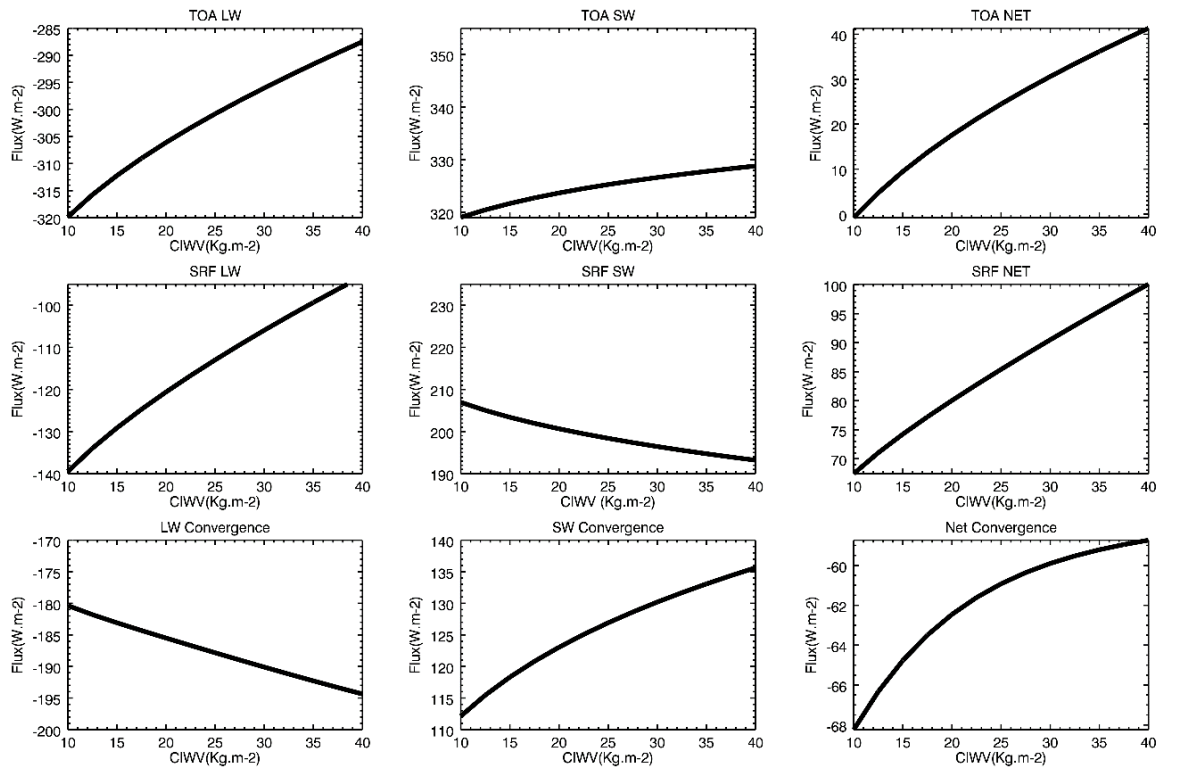 TOA LW
Flux(W.m-2)
-285
-290
-295
-300
-305
-310
-315
-320
10 15 20 25 30 35 40
CIWV(Kg.m-2)
TOA SW
Flux(W.m-2)
350
340
330
320
10 15 20 25 30 35 40
CIWV(Kg.m-2)
TOA NET
Flux(W.m-2)
40
30
20
10
0
10 15 20 25 30 35 40
CIWV(Kg.m-2)
SRF LW
Flux(W.m-2)
-100
-110
-120
-130
-140
10 15 20 25 30 35 40
CIWV(Kg.m-2)
SRF SW
Flux(W.m-2)
230
220
210
200
190
10 15 20 25 30 35 40
CIWV (Kg.m-2)
SRF NET
Flux(W.m-2)
100
95
90
85
80
75
70
10 15 20 25 30 35 40
CIWV(Kg.m-2)
LW Convergence
Flux(W.m-2)
-170
-175
-180
-185
-190
-195
-200
10 15 20 25 30 35 40
CIWV(Kg.m-2)
SW Convergence
Flux(W.m-2)
140
135
130
125
120
115
110
10 15 20 25 30 35 40
CIWV(Kg.m-2)
Net Convergence
Flux(W.m-2)
-60
-62
-64
-66
-68
10 15 20 25 30 35 40
CIWV(Kg.m-2)